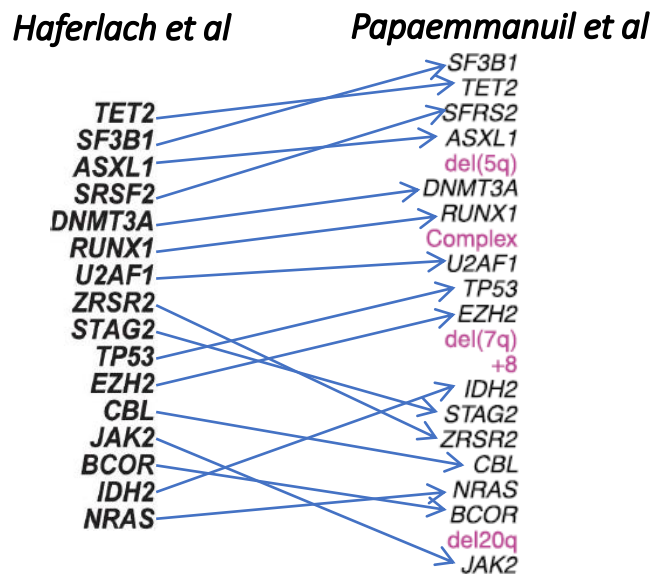 Haferlach et al
Papaemmanuil et al
TET2
SF3B1
ASXL1
SRSF2
DNMT3A
RUNX1
U2AF1
ZRSR2
STAG2
TP53
EZH2
CBL
JAK2
BCOR
IDH2
NRAS
SF3B1
TET2
SFRS2
ASXL1
del(5q)
DNMT3A
RUNX1
Complex
U2AF1
TP53
EZH2
del(7q)
+8
IDH2
STAG2
ZRSR2
CBL
NRAS
BCOR
del20q
JAK2